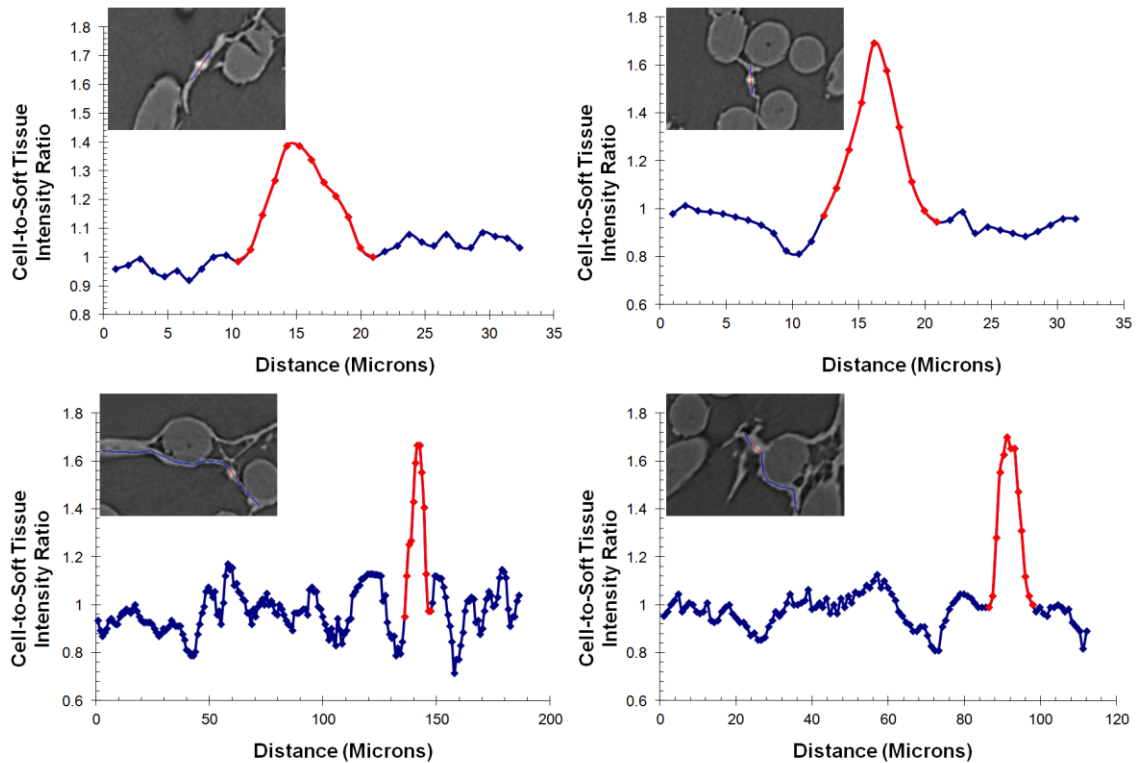 1.8
1.7
1.6
1.5
1.4
1.3
1.2
1.1
1
0.9
0.8
Cell-to-Soft Tissue
Intensity Ratio
0 5 10 15 20 25 30 35
Distance (Microns)
1.8
1.6
1.4
1.2
1
0.8
0.6
Cell-to-Soft Tissue
Intensity Ratio
0 5 10 15 20 25 30 35
Distance (Microns)
1.8
1.6
1.4
1.2
1
0.8
0.6
Cell-to-Soft Tissue
Intensity Ratio
0 50 100 150 200
Distance (Microns)
1.8
1.6
1.4
1.2
1
0.8
0.6
Cell-to-Soft Tissue
Intensity Ratio
0 20 40 60 80 100 120
Distance (Microns)